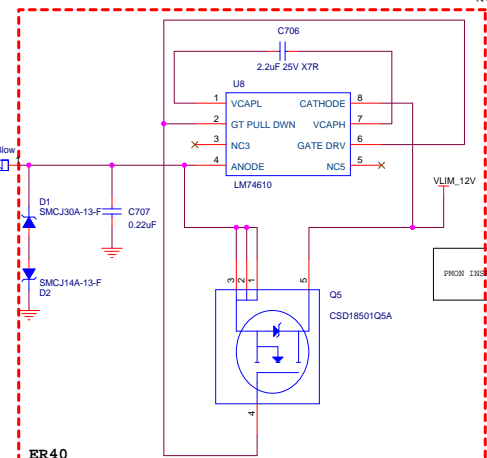 C706
2.2uF 25V X7R
U8
1 VCAPL CATHODE 8
2 GT PULL DWN VCAPH 7
3 NC3 GATE DRV 6
4 ANODE NC5 5
LM74610
Blow
VLIM_12V
D1
SMCJ30A-13-F
C707
0.22uF
SMCJ14A-13-F
D2
PMON INS
3 2 1 5
Q5
CSD18501Q5A
4
ER40